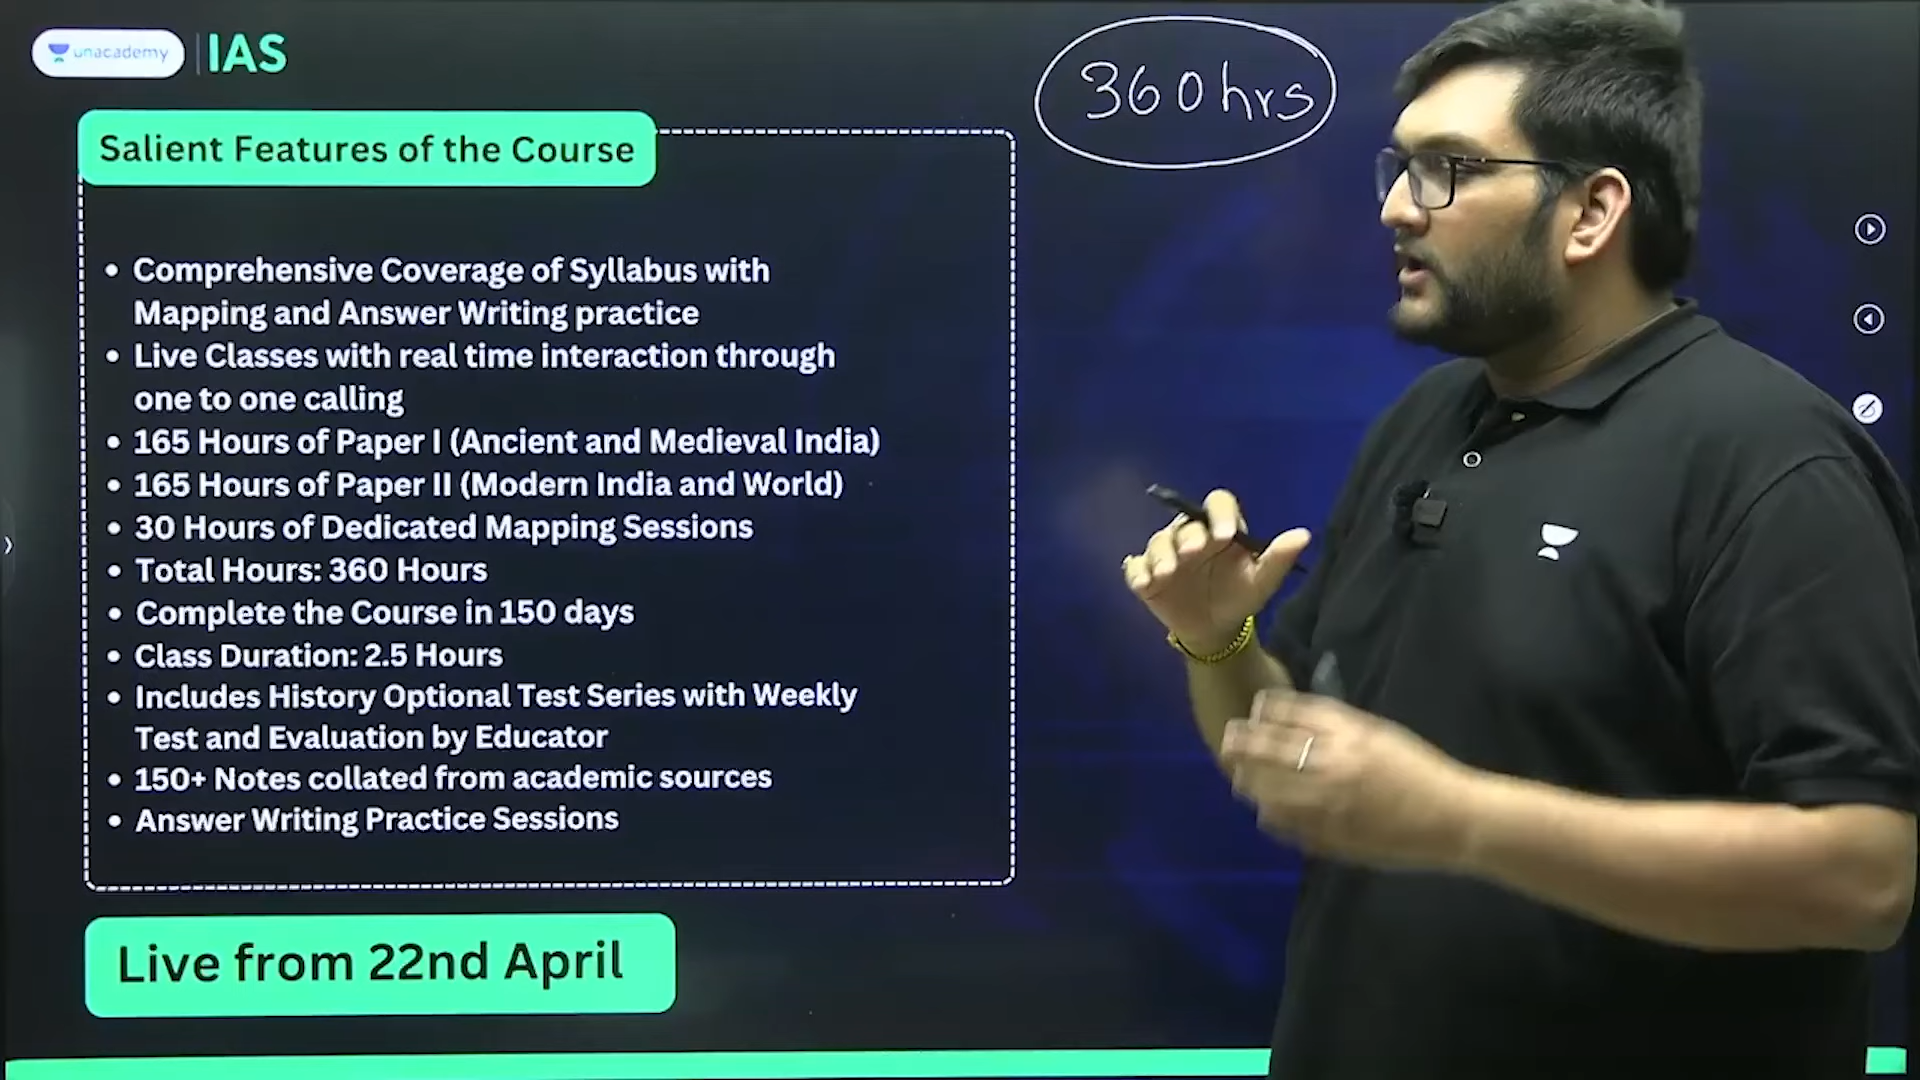 unacademy
IAS
360hrs
Salient Features of the Course
• Comprehensive Coverage of Syllabus with
Mapping and Answer Writing practice
• Live Classes with real time interaction through
one to one calling
• 165 Hours of Paper I (Ancient and Medieval India)
• 165 Hours of Paper II (Modern India and World)
• 30 Hours of Dedicated Mapping Sessions
• Total Hours: 360 Hours
• Complete the Course in 150 days
• Class Duration: 2.5 Hours
• Includes History Optional Test Series with Weekly
Test and Evaluation by Educator
• 150+ Notes collated from academic sources
• Answer Writing Practice Sessions
Live from 22nd April